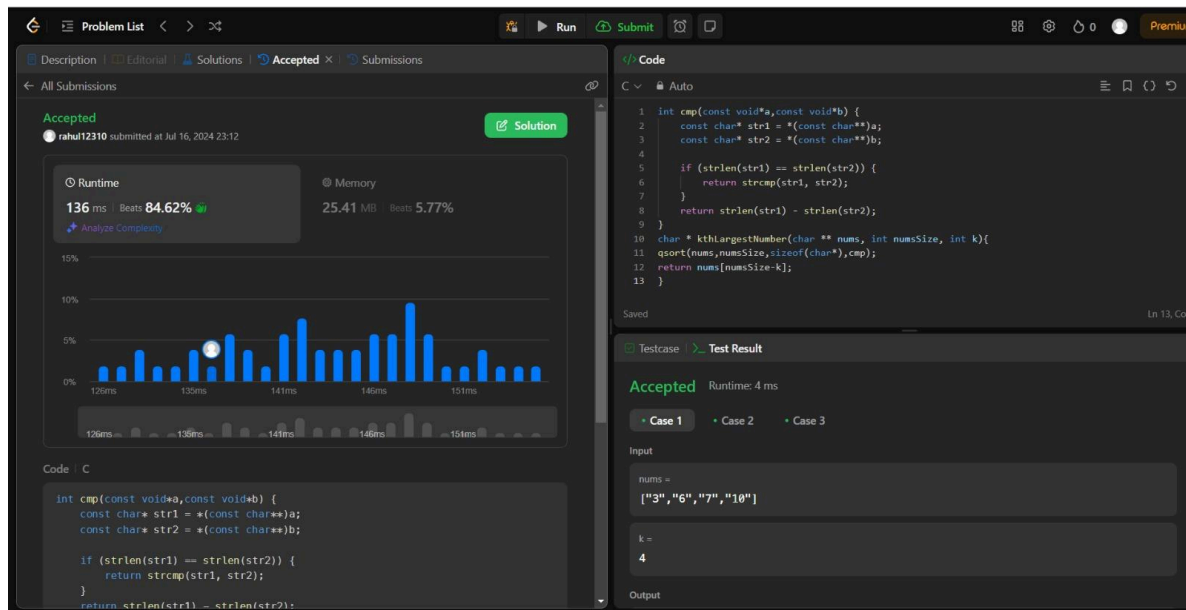 Problem List
Run
Submit
0
Premiu
Description
Editorial
Solutions
Accepted
Submissions
All Submissions
Accepted
rahul12310 submitted at Jul 16, 2024 23:12
Solution
Runtime
136 ms Beats 84.62%
Analyze Complexity
Memory
25.41 MB Beats 5.77%
15%
10%
5%
0%
126ms 135ms 141ms 146ms 151ms
126ms 135ms 141ms 146ms 151ms
Code C
int cmp(const void*a,const void*b) {
const char* str1 = *(const char**)a;
const char* str2 = *(const char**)b;
if (strlen(str1) == strlen(str2)) {
return strcmp(str1, str2);
}
return strlen(str1) - strlen(str2);
</> Code
C Auto
1 int cmp(const void*a,const void*b) {
2 const char* str1 = *(const char**)a;
3 const char* str2 = *(const char**)b;
4
5 if (strlen(str1) == strlen(str2)) {
6 return strcmp(str1, str2);
7 }
8 return strlen(str1) - strlen(str2);
9 }
10 char * kthLargestNumber(char ** nums, int numsSize, int k){
11 qsort(nums,numsSize,sizeof(char*),cmp);
12 return nums[numsSize-k];
13 }
Saved
Ln 13, Co
Testcase
>_ Test Result
Accepted Runtime: 4 ms
• Case 1 • Case 2 • Case 3
Input
nums =
["3","6","7","10"]
k =
4
Output